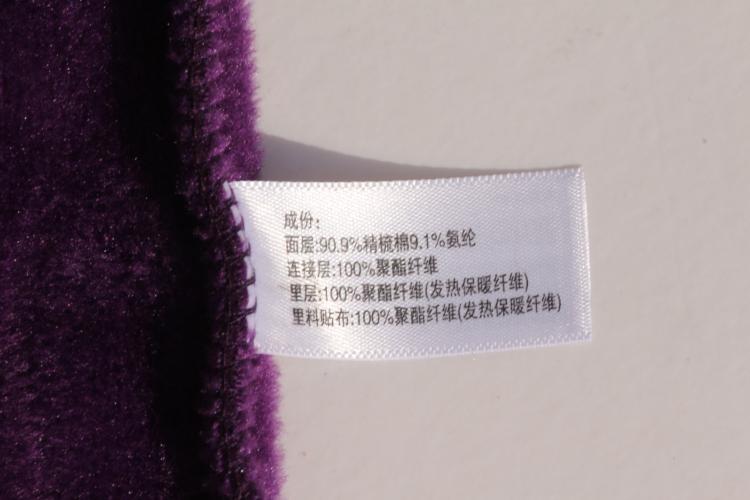 成份:
面层:90.9%精梳棉9.1%氨纶
连接层:100%聚酯纤维
里层:100%聚酯纤维(发热保暖纤维)
里料贴布:100%聚酯纤维(发热保暖纤维)